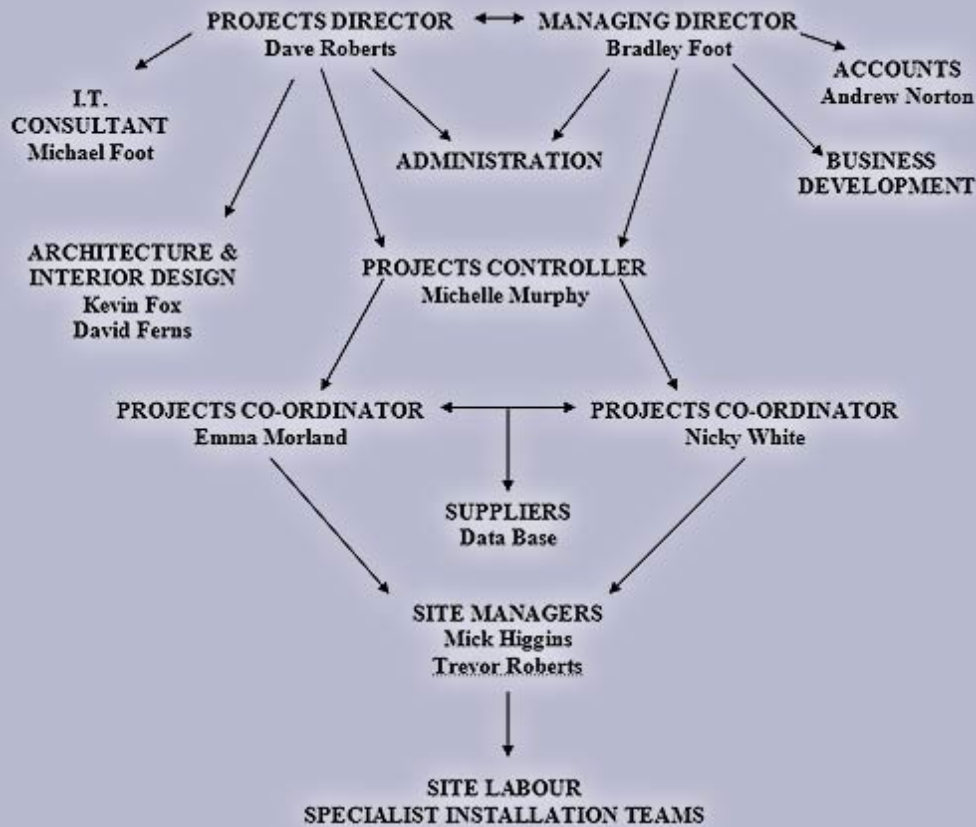 PROJECTS DIRECTOR
Dave Roberts
MANAGING DIRECTOR
Bradley Foot
I.T.
CONSULTANT
Michael Foot
ACCOUNTS
Andrew Norton
ADMINISTRATION
BUSINESS
DEVELOPMENT
ARCHITECTURE &
INTERIOR DESIGN
Kevin Fox
David Ferns
PROJECTS CONTROLLER
Michelle Murphy
PROJECTS CO-ORDINATOR
Emma Morland
PROJECTS CO-ORDINATOR
Nicky White
SUPPLIERS
Data Base
SITE MANAGERS
Mick Higgins
Trevor Roberts
SITE LABOUR
SPECIALIST INSTALLATION TEAMS